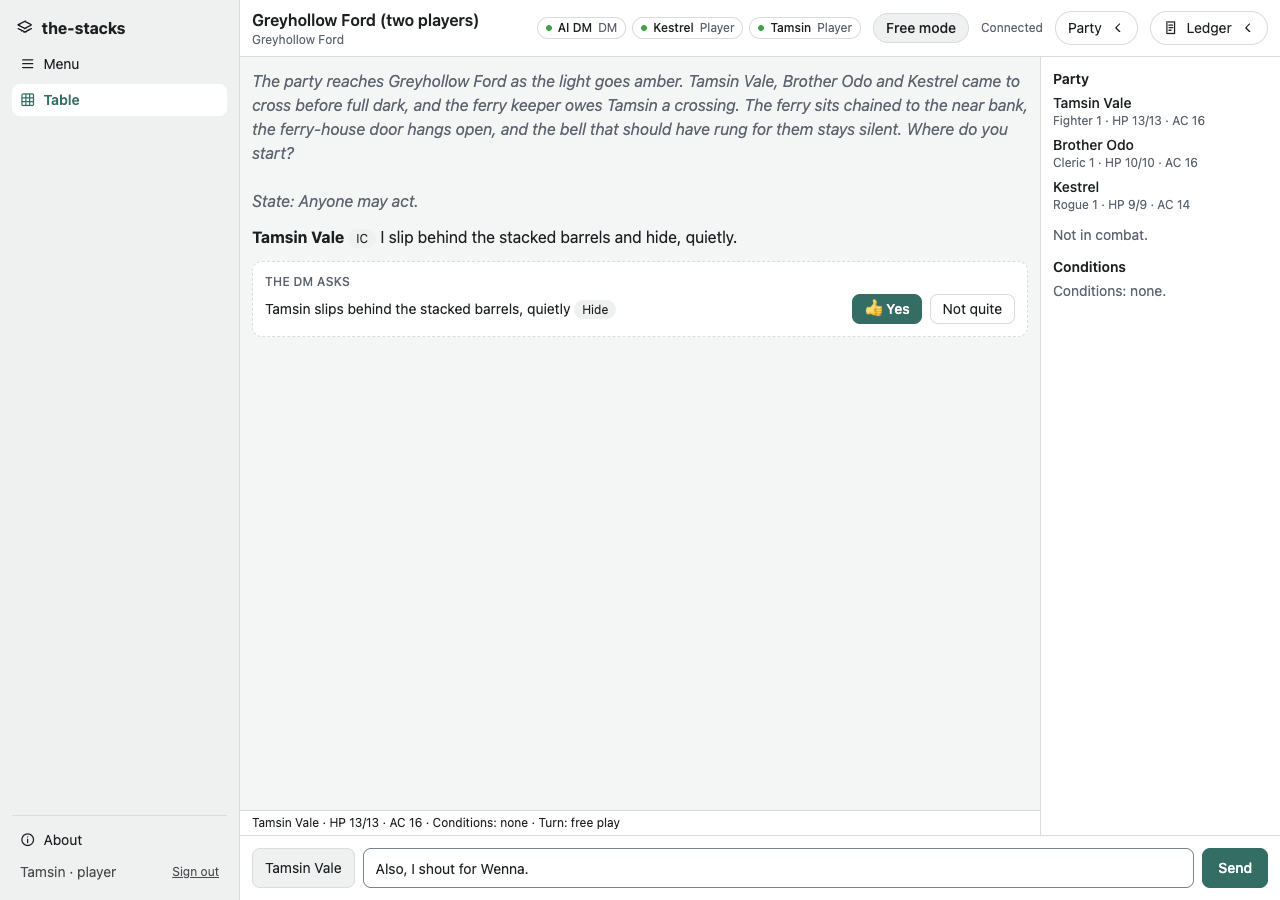 the-stacks
Menu
Table
About
Tamsin · player
Sign out
Greyhollow Ford (two players)
Greyhollow Ford
AI DM DM
Kestrel Player
Tamsin Player
Free mode
Connected
Party
Ledger
The party reaches Greyhollow Ford as the light goes amber. Tamsin Vale, Brother Odo and Kestrel came to
cross before full dark, and the ferry keeper owes Tamsin a crossing. The ferry sits chained to the near bank,
the ferry-house door hangs open, and the bell that should have rung for them stays silent. Where do you
start?
State: Anyone may act.
Tamsin Vale IC I slip behind the stacked barrels and hide, quietly.
THE DM ASKS
Tamsin slips behind the stacked barrels, quietly Hide
👍 Yes
Not quite
Party
Tamsin Vale
Fighter 1 · HP 13/13 · AC 16
Brother Odo
Cleric 1 · HP 10/10 · AC 16
Kestrel
Rogue 1 · HP 9/9 · AC 14
Not in combat.
Conditions
Conditions: none.
Tamsin Vale · HP 13/13 · AC 16 · Conditions: none · Turn: free play
Tamsin Vale
Also, I shout for Wenna.
Send